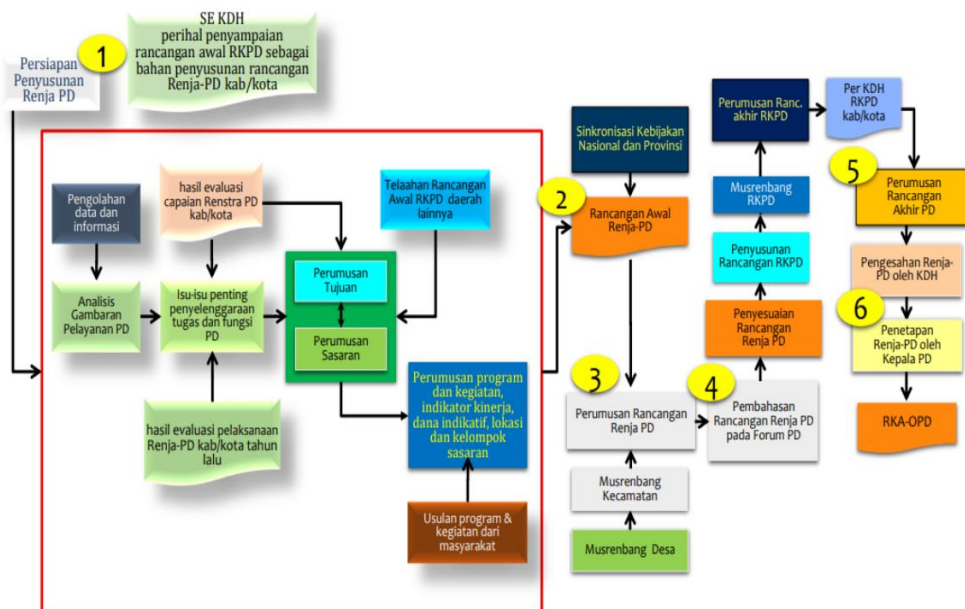 1
Persiapan
Penyusunan
Renja PD
SE KDH
perihal penyampaian
rancangan awal RKPD sebagai
bahan penyusunan rancangan
Renja-PD kab/kota
Pengolahan
data dan
informasi
hasil evaluasi
capaian Renstra PD
kab/kota
Telaahan Rancangan
Awal RKPD daerah
lainnya
Analisis
Gambaran
Pelayanan PD
Isu-isu penting
penyelenggaraan
tugas dan fungsi
PD
Perumusan
Tujuan
Perumusan
Sasaran
hasil evaluasi pelaksanaan
Renja-PD kab/kota tahun
lalu
Perumusan program
dan kegiatan,
indikator kinerja,
dana indikatif, lokasi
dan kelompok
sasaran
Usulan program &
kegiatan dari
masyarakat
Sinkronisasi Kebijakan
Nasional dan Provinsi
2
Rancangan Awal
Renja-PD
3
Perumusan Rancangan
Renja PD
Musrenbang
Kecamatan
Musrenbang Desa
4
Pembahasan
Rancangan Renja PD
pada Forum PD
Penyesuaian
Rancangan
Renja PD
Penyusunan
Rancangan RKPD
Musrenbang
RKPD
Perumusan Ranc.
akhir RKPD
Per KDH
RKPD
kab/kota
5
Perumusan
Rancangan
Akhir PD
Pengesahan Renja-
PD oleh KDH
6
Penetapan
Renja-PD oleh
Kepala PD
RKA-OPD